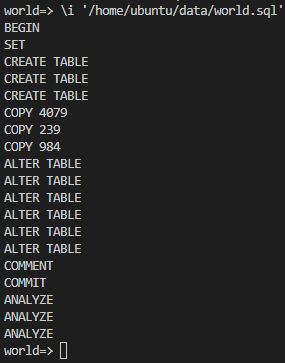 world=> \i '/home/ubuntu/data/world.sql'
BEGIN
SET
CREATE TABLE
CREATE TABLE
CREATE TABLE
COPY 4079
COPY 239
COPY 984
ALTER TABLE
ALTER TABLE
ALTER TABLE
ALTER TABLE
ALTER TABLE
ALTER TABLE
COMMENT
COMMIT
ANALYZE
ANALYZE
ANALYZE
world=>